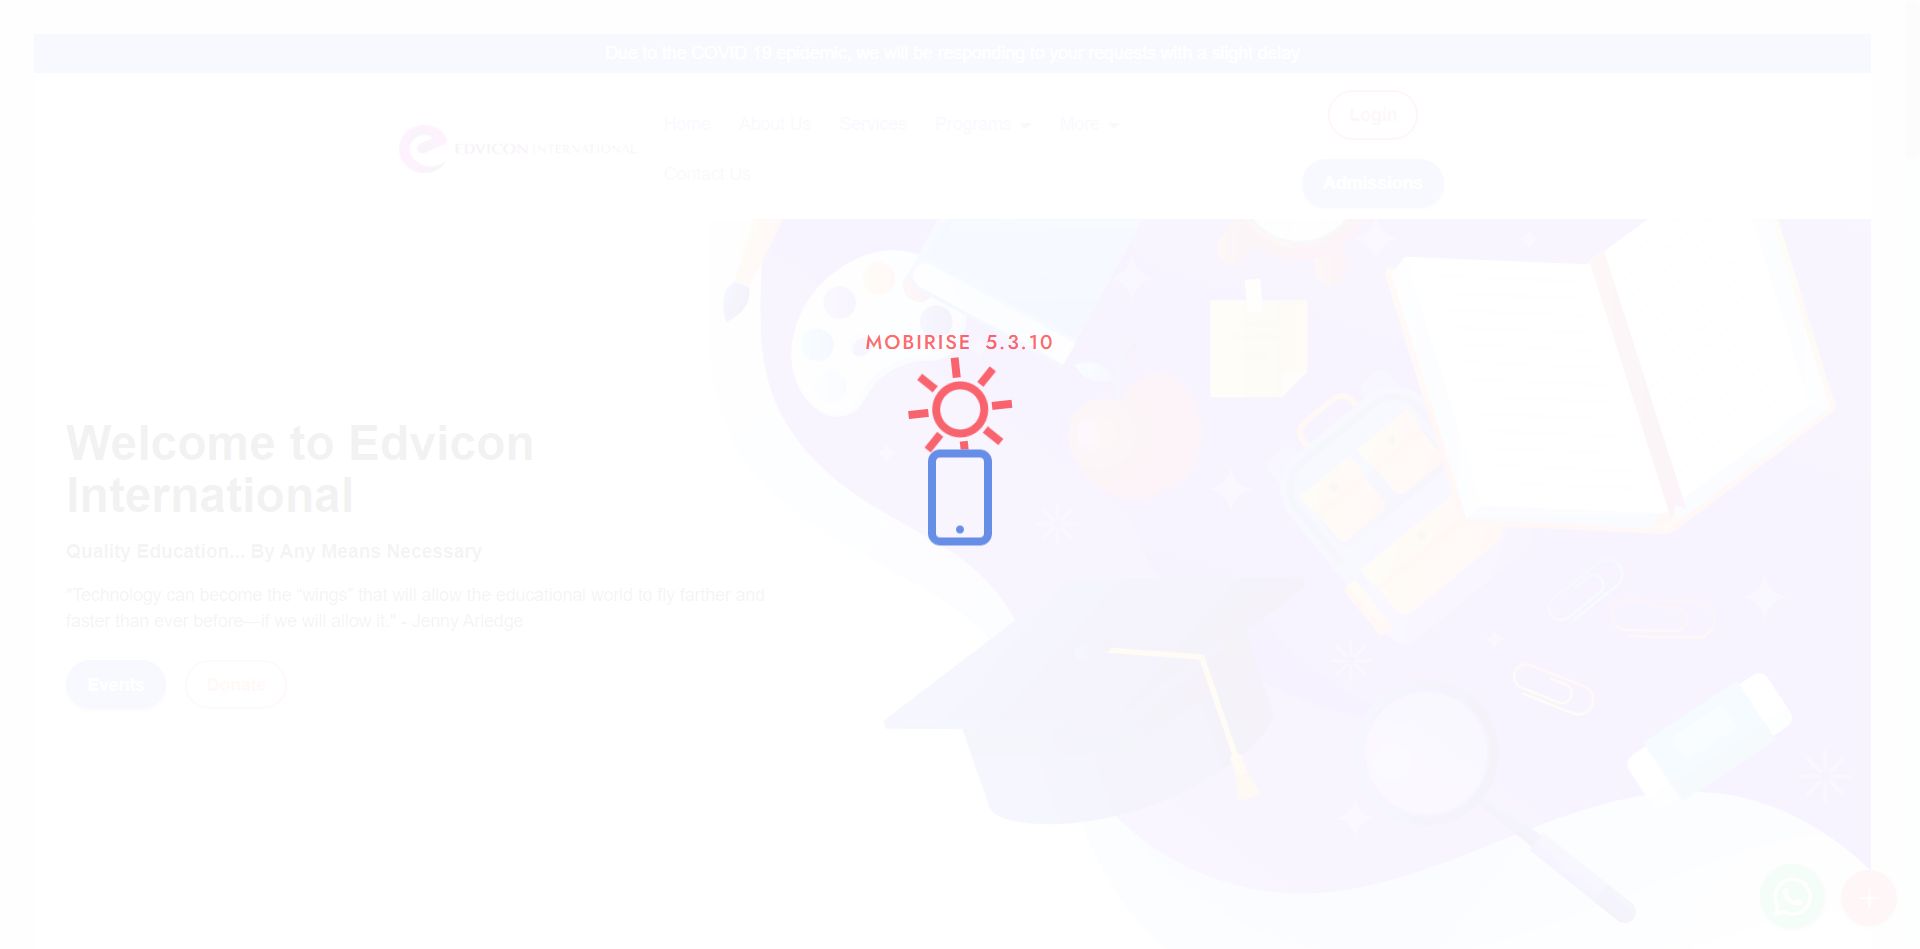 Due to the COVID 19 epidemic, we will be responding to your requests with a slight delay
EDVICON INTERNATIONAL
Home About Us Services Programs More
Contact Us
Login
Admissions
MOBIRISE 5.3.10
Welcome to Edvicon
International
Quality Education... By Any Means Necessary
"Technology can become the “wings” that will allow the educational world to fly farther and
faster than ever before—if we will allow it." - Jenny Arledge
Events Donate